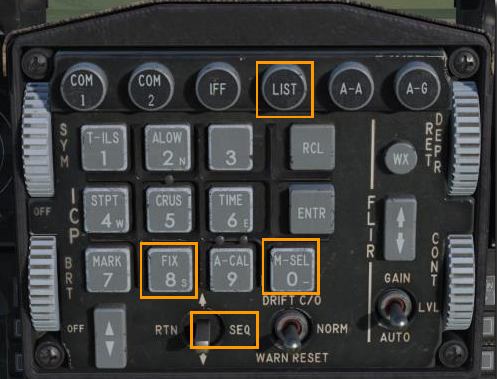 COM 1
COM 2
IFF
LIST
A-A
A-G
SYM
T-ILS 1
ALOW 2 N
3
RCL
DEPR
RET
WX
OFF
ICP
STPT 4 W
CRUS 5
TIME 6 E
ENTR
FLIR
BRT
MARK 7
FIX 8 S
A-CAL 9
M-SEL 0 –
CONT
GAIN
DRIFT C/O
LVL
OFF
RTN
SEQ
NORM
AUTO
WARN RESET